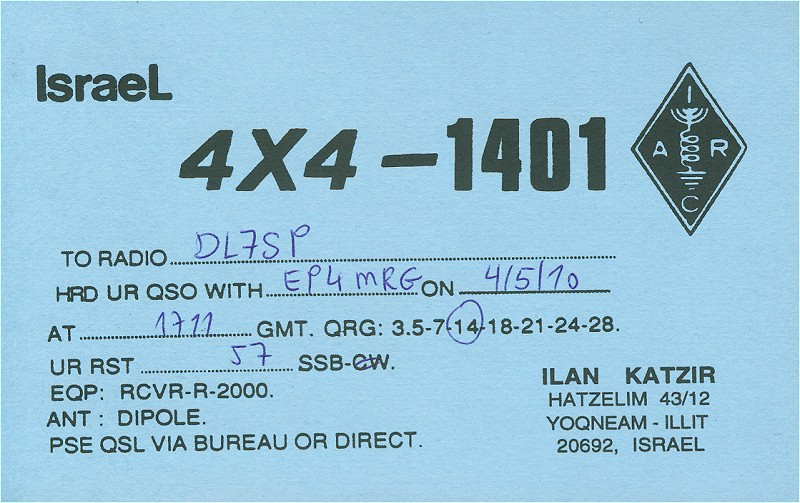 IsraeL
4X4-1401
I
A R
C
TO RADIO DL7SP
HRD UR QSO WITH EP4MRG ON 4/5/10
AT 1711 GMT. QRG: 3.5-7-14-18-21-24-28.
UR RST 57 SSB-CW.
EQP: RCVR-R-2000.
ANT : DIPOLE.
PSE QSL VIA BUREAU OR DIRECT.
ILAN KATZIR
HATZELIM 43/12
YOQNEAM - ILLIT
20692, ISRAEL